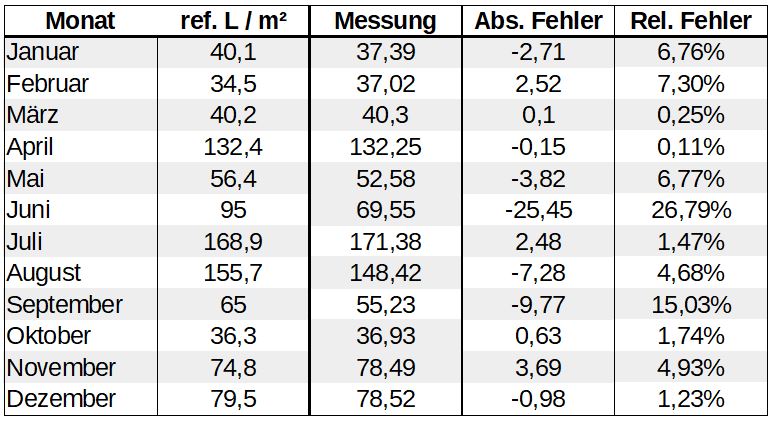 Monat ref. L / m² Messung Abs. Fehler Rel. Fehler
Januar 40,1 37,39 -2,71 6,76%
Februar 34,5 37,02 2,52 7,30%
März 40,2 40,3 0,1 0,25%
April 132,4 132,25 -0,15 0,11%
Mai 56,4 52,58 -3,82 6,77%
Juni 95 69,55 -25,45 26,79%
Juli 168,9 171,38 2,48 1,47%
August 155,7 148,42 -7,28 4,68%
September 65 55,23 -9,77 15,03%
Oktober 36,3 36,93 0,63 1,74%
November 74,8 78,49 3,69 4,93%
Dezember 79,5 78,52 -0,98 1,23%